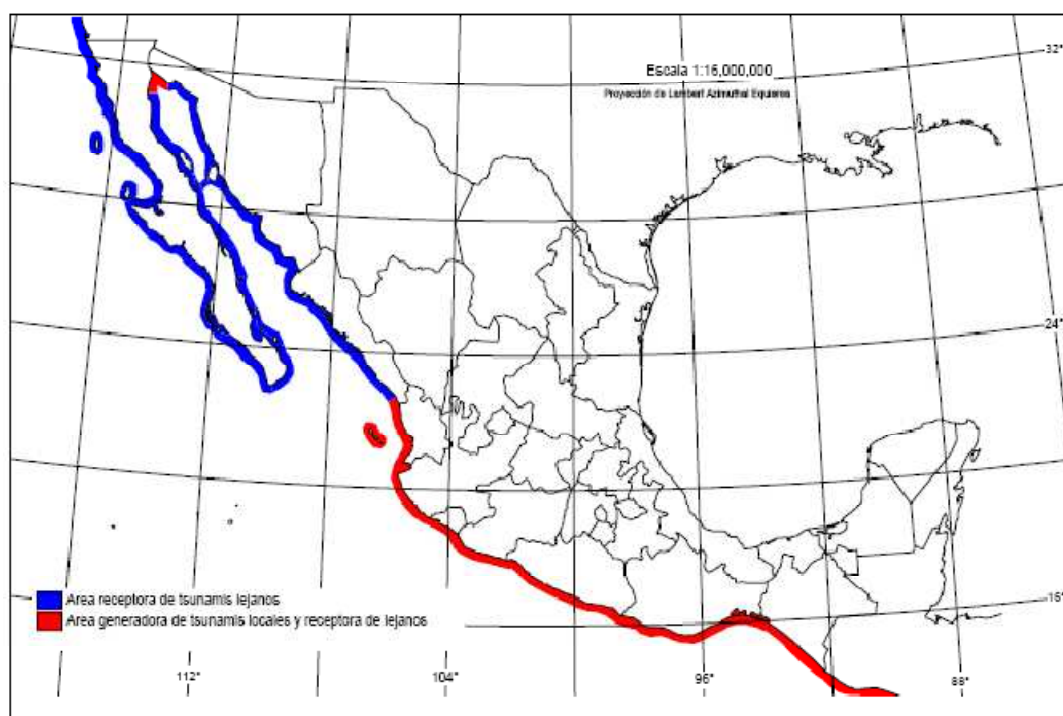 32°
Escala 1:16,000,000
Proyección de Lambert Azimuthal Equiarea
24°
Area receptora de tsunamis lejanos
Area generadora de tsunamis locales y receptora de lejanos
16°
112°
104°
96°
88°